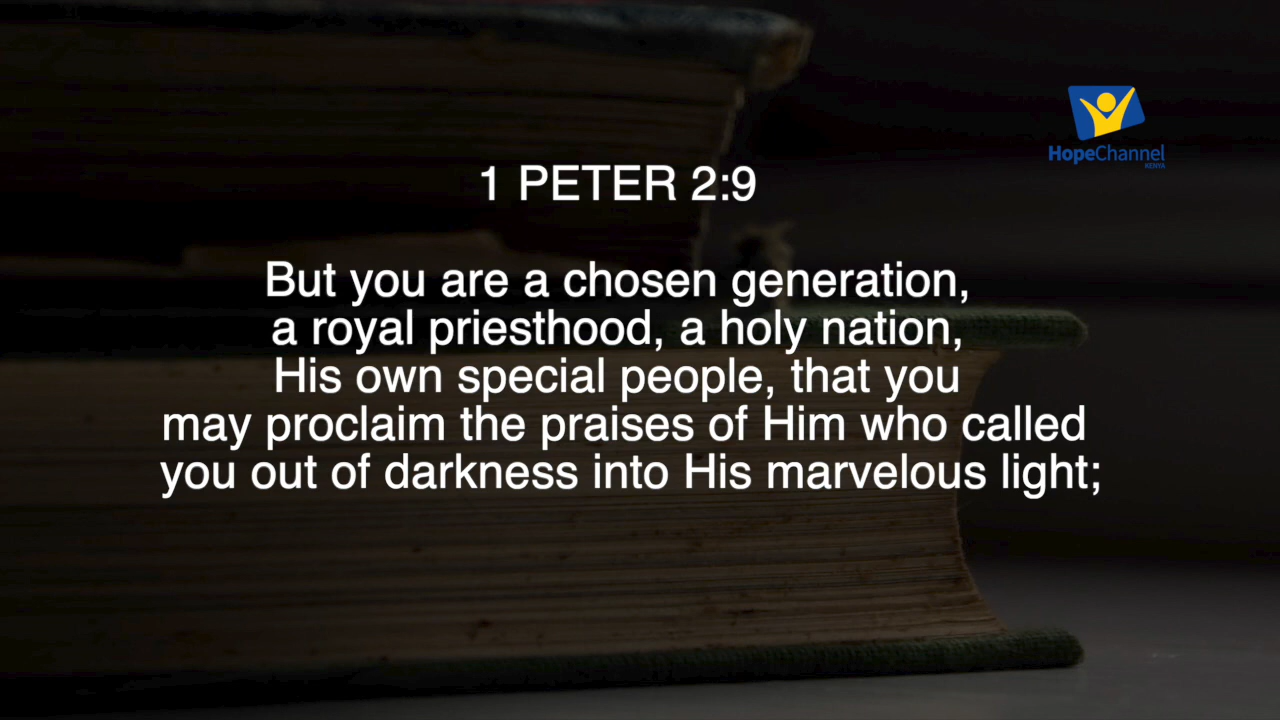 HopeChannel
KENYA
1 PETER 2:9
But you are a chosen generation,
a royal priesthood, a holy nation,
His own special people, that you
may proclaim the praises of Him who called
you out of darkness into His marvelous light;